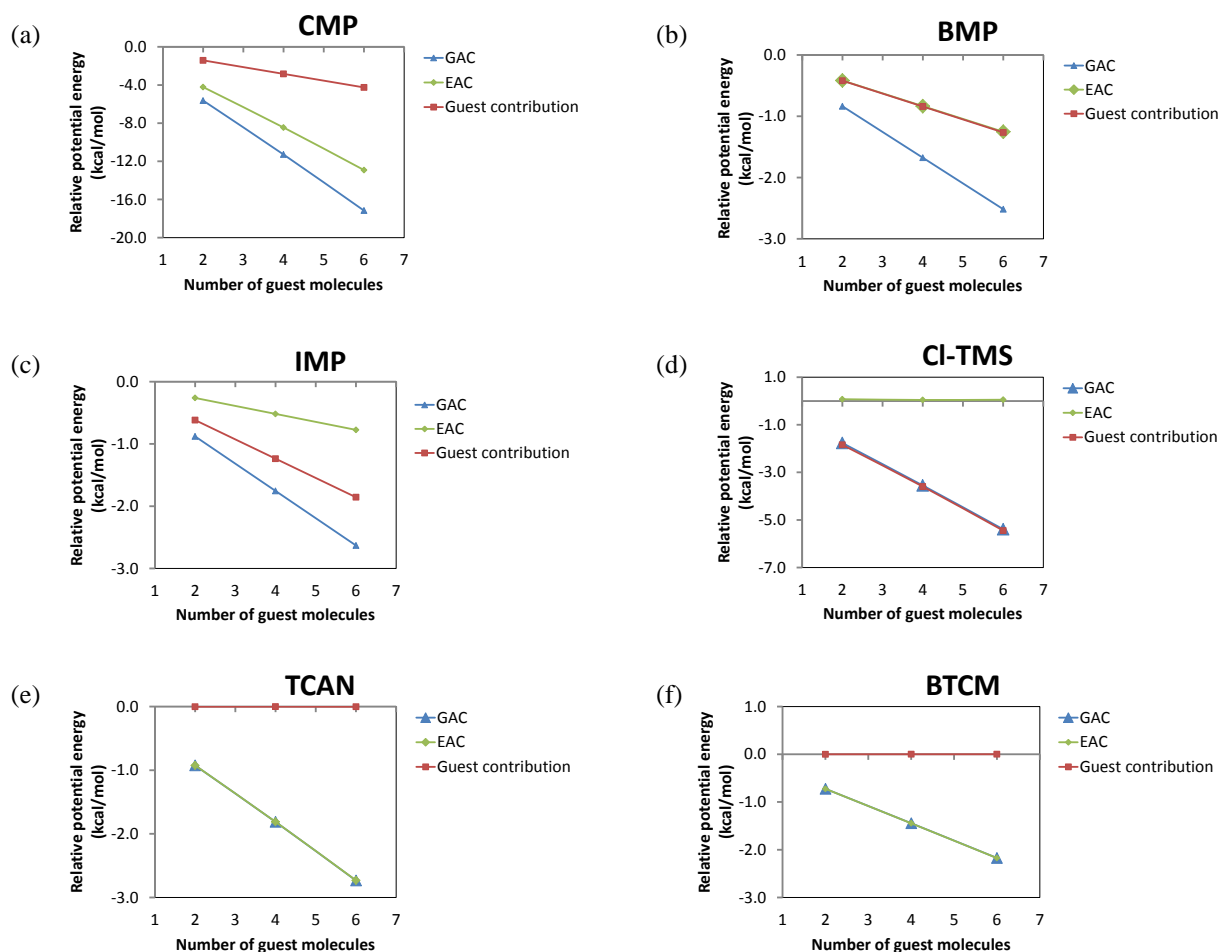 (a)
CMP
Relative potential energy
(kcal/mol)
0.0
-4.0
-8.0
-12.0
-16.0
-20.0
1 2 3 4 5 6 7
Number of guest molecules
GAC
EAC
Guest contribution
(b)
BMP
Relative potential energy
(kcal/mol)
0.0
-1.0
-2.0
-3.0
1 2 3 4 5 6 7
Number of guest molecules
GAC
EAC
Guest contribution
(c)
IMP
Relative potential energy
(kcal/mol)
0.0
-1.0
-2.0
-3.0
1 2 3 4 5 6 7
Number of guest molecules
GAC
EAC
Guest contribution
(d)
Cl-TMS
Relative potential energy
(kcal/mol)
1.0
-1.0
-3.0
-5.0
-7.0
1 2 3 4 5 6 7
Number of guest molecules
GAC
EAC
Guest contribution
(e)
TCAN
Relative potential energy
(kcal/mol)
0.0
-1.0
-2.0
-3.0
1 2 3 4 5 6 7
Number of guest molecules
GAC
EAC
Guest contribution
(f)
BTCM
Relative potential energy
(kcal/mol)
1.0
0.0
-1.0
-2.0
-3.0
1 2 3 4 5 6 7
Number of guest molecules
GAC
EAC
Guest contribution